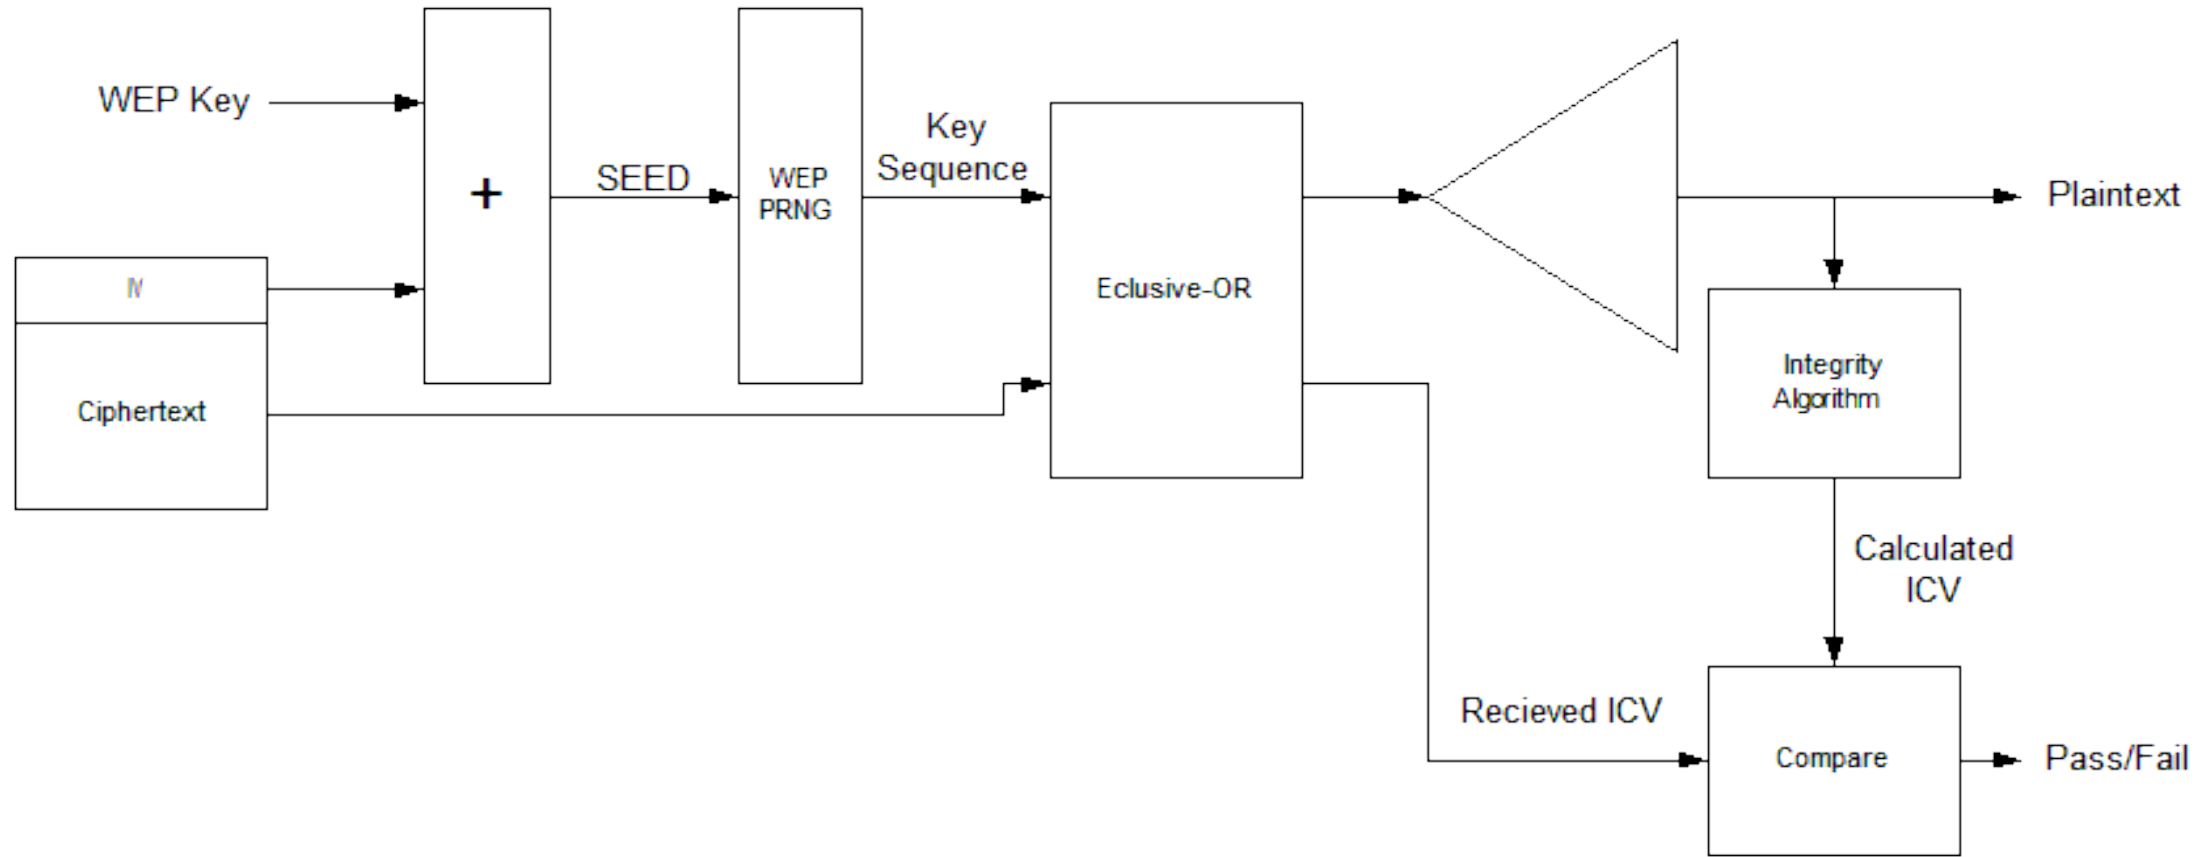 WEP Key
+
SEED
WEP
PRNG
Key
Sequence
IV
Ciphertext
Eclusive-OR
Plaintext
Integrity
Algorithm
Calculated
ICV
Recieved ICV
Compare
Pass/Fail